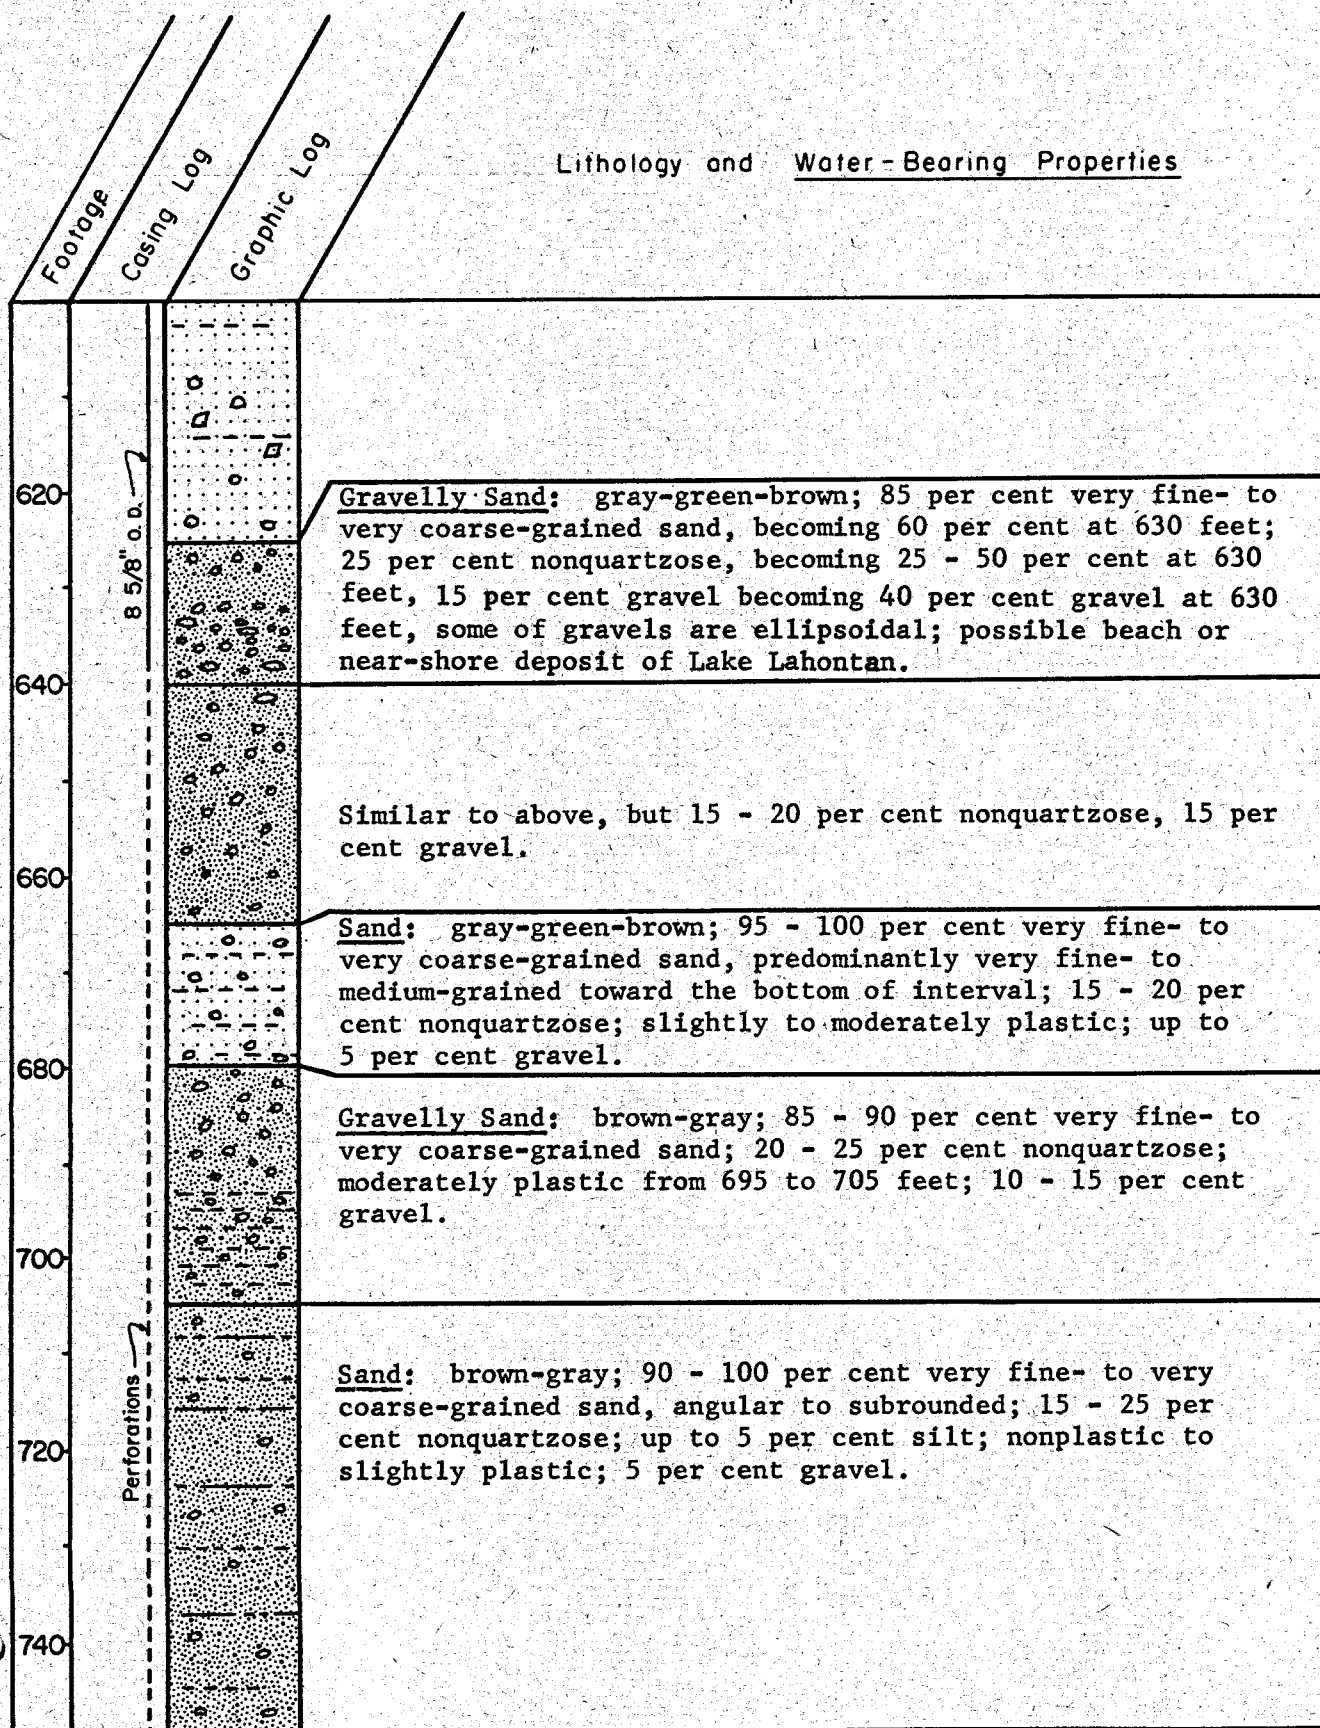 Footage
Casing Log
Graphic Log
Lithology and Water-Bearing Properties
620
8 5/8" o.D.
Gravelly Sand: gray-green-brown; 85 per cent very fine- to
very coarse-grained sand, becoming 60 per cent at 630 feet;
25 per cent nonquartzose, becoming 25 - 50 per cent at 630
feet, 15 per cent gravel becoming 40 per cent gravel at 630
feet, some of gravels are ellipsoidal; possible beach or
near-shore deposit of Lake Lahontan.
640
Similar to above, but 15 - 20 per cent nonquartzose, 15 per
cent gravel.
660
Sand: gray-green-brown; 95 - 100 per cent very fine- to
very coarse-grained sand, predominantly very fine- to
medium-grained toward the bottom of interval; 15 - 20 per
cent nonquartzose; slightly to moderately plastic; up to
5 per cent gravel.
680
Gravelly Sand: brown-gray; 85 - 90 per cent very fine- to
very coarse-grained sand; 20 - 25 per cent nonquartzose;
moderately plastic from 695 to 705 feet; 10 - 15 per cent
gravel.
700
Perforations
Sand: brown-gray; 90 - 100 per cent very fine- to very
coarse-grained sand, angular to subrounded; 15 - 25 per
cent nonquartzose; up to 5 per cent silt; nonplastic to
slightly plastic; 5 per cent gravel.
720
740